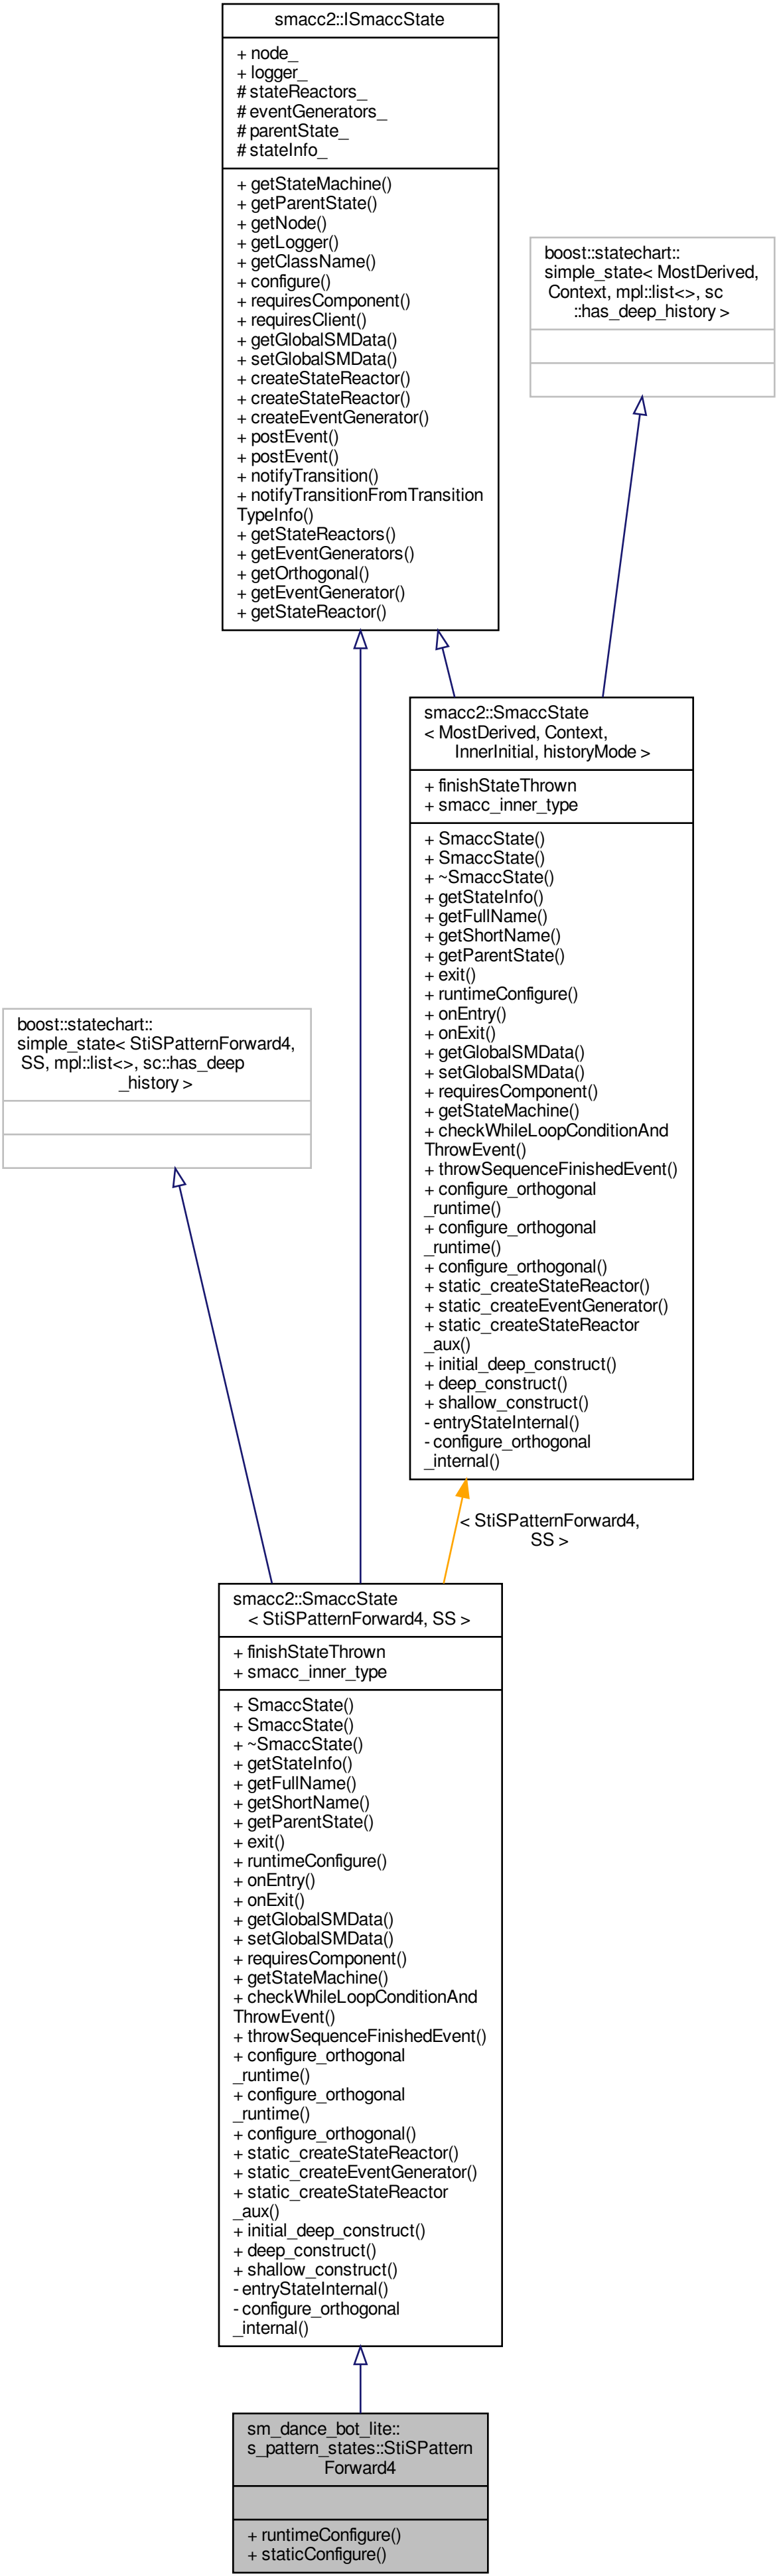 smacc2::ISmaccState
+ node_
+ logger_
# stateReactors_
# eventGenerators_
# parentState_
# stateInfo_
+ getStateMachine()
+ getParentState()
+ getNode()
+ getLogger()
+ getClassName()
+ configure()
+ requiresComponent()
+ requiresClient()
+ getGlobalSMData()
+ setGlobalSMData()
+ createStateReactor()
+ createStateReactor()
+ createEventGenerator()
+ postEvent()
+ postEvent()
+ notifyTransition()
+ notifyTransitionFromTransition
TypeInfo()
+ getStateReactors()
+ getEventGenerators()
+ getOrthogonal()
+ getEventGenerator()
+ getStateReactor()
boost::statechart::
simple_state< MostDerived,
Context, mpl::list<>, sc
::has_deep_history >
smacc2::SmaccState
< MostDerived, Context,
InnerInitial, historyMode >
+ finishStateThrown
+ smacc_inner_type
+ SmaccState()
+ SmaccState()
+ ~SmaccState()
+ getStateInfo()
+ getFullName()
+ getShortName()
+ getParentState()
+ exit()
+ runtimeConfigure()
+ onEntry()
+ onExit()
+ getGlobalSMData()
+ setGlobalSMData()
+ requiresComponent()
+ getStateMachine()
+ checkWhileLoopConditionAnd
ThrowEvent()
+ throwSequenceFinishedEvent()
+ configure_orthogonal
_runtime()
+ configure_orthogonal
_runtime()
+ configure_orthogonal()
+ static_createStateReactor()
+ static_createEventGenerator()
+ static_createStateReactor
_aux()
+ initial_deep_construct()
+ deep_construct()
+ shallow_construct()
- entryStateInternal()
- configure_orthogonal
_internal()
boost::statechart::
simple_state< StiSPatternForward4,
SS, mpl::list<>, sc::has_deep
_history >
< StiSPatternForward4,
SS >
smacc2::SmaccState
< StiSPatternForward4, SS >
+ finishStateThrown
+ smacc_inner_type
+ SmaccState()
+ SmaccState()
+ ~SmaccState()
+ getStateInfo()
+ getFullName()
+ getShortName()
+ getParentState()
+ exit()
+ runtimeConfigure()
+ onEntry()
+ onExit()
+ getGlobalSMData()
+ setGlobalSMData()
+ requiresComponent()
+ getStateMachine()
+ checkWhileLoopConditionAnd
ThrowEvent()
+ throwSequenceFinishedEvent()
+ configure_orthogonal
_runtime()
+ configure_orthogonal
_runtime()
+ configure_orthogonal()
+ static_createStateReactor()
+ static_createEventGenerator()
+ static_createStateReactor
_aux()
+ initial_deep_construct()
+ deep_construct()
+ shallow_construct()
- entryStateInternal()
- configure_orthogonal
_internal()
sm_dance_bot_lite::
s_pattern_states::StiSPattern
Forward4
+ runtimeConfigure()
+ staticConfigure()